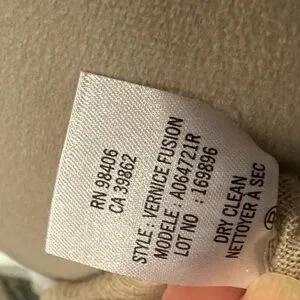 RN 98406
CA 39862
STYLE : VERNICE FUSION
MODELE : A064721R
LOT NO : 169896
DRY CLEAN
NETTOYER À SEC